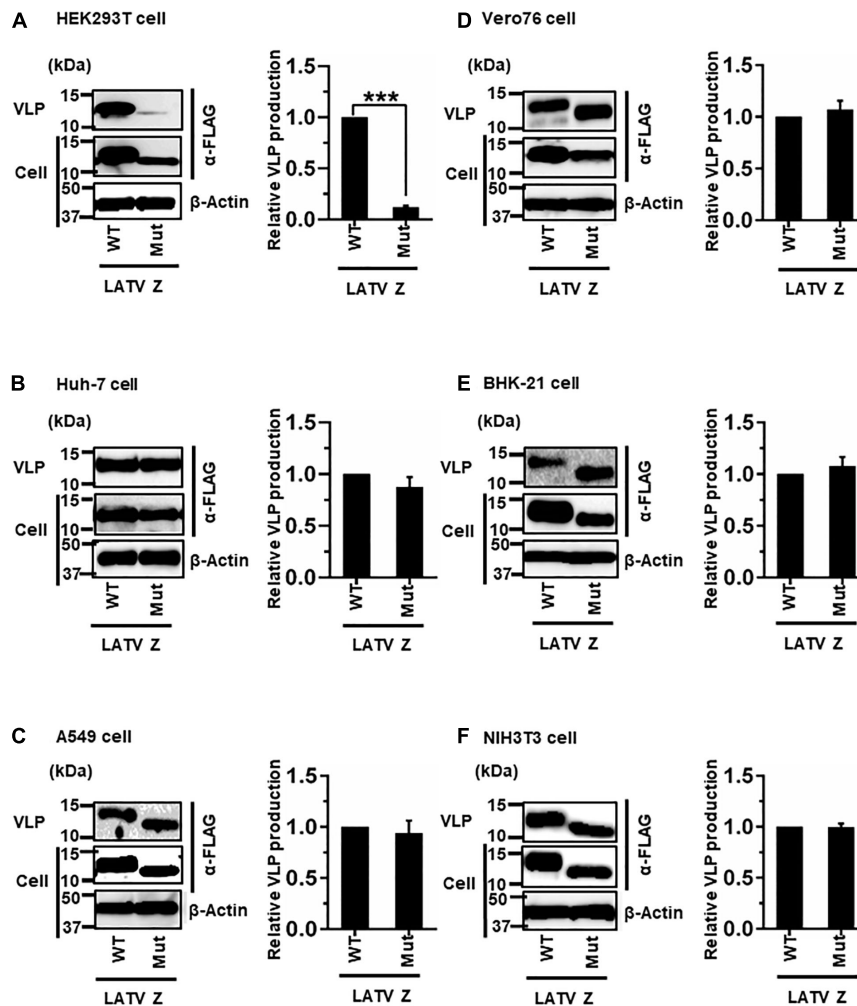 A HEK293T cell
(kDa)
VLP
15
10
Cell
15
10
50
37
α-FLAG
β-Actin
WT
Mut
LATV Z
Relative VLP production
1.5
1.0
0.5
0.0
***
WT
Mut
LATV Z
D Vero76 cell
(kDa)
VLP
15
10
Cell
15
10
50
37
α-FLAG
β-Actin
WT
Mut
LATV Z
Relative VLP production
1.5
1.0
0.5
0.0
WT
Mut
LATV Z
B Huh-7 cell
(kDa)
VLP
15
10
Cell
15
10
50
37
α-FLAG
β-Actin
WT
Mut
LATV Z
Relative VLP production
1.5
1.0
0.5
0.0
WT
Mut
LATV Z
E BHK-21 cell
(kDa)
VLP
15
10
Cell
15
10
50
37
α-FLAG
β-Actin
WT
Mut
LATV Z
Relative VLP production
1.5
1.0
0.5
0.0
WT
Mut
LATV Z
C A549 cell
(kDa)
VLP
15
10
Cell
15
10
50
37
α-FLAG
β-Actin
WT
Mut
LATV Z
Relative VLP production
1.5
1.0
0.5
0.0
WT
Mut
LATV Z
F NIH3T3 cell
(kDa)
VLP
15
10
Cell
15
10
50
37
α-FLAG
β-Actin
WT
Mut
LATV Z
Relative VLP production
1.5
1.0
0.5
0.0
WT
Mut
LATV Z